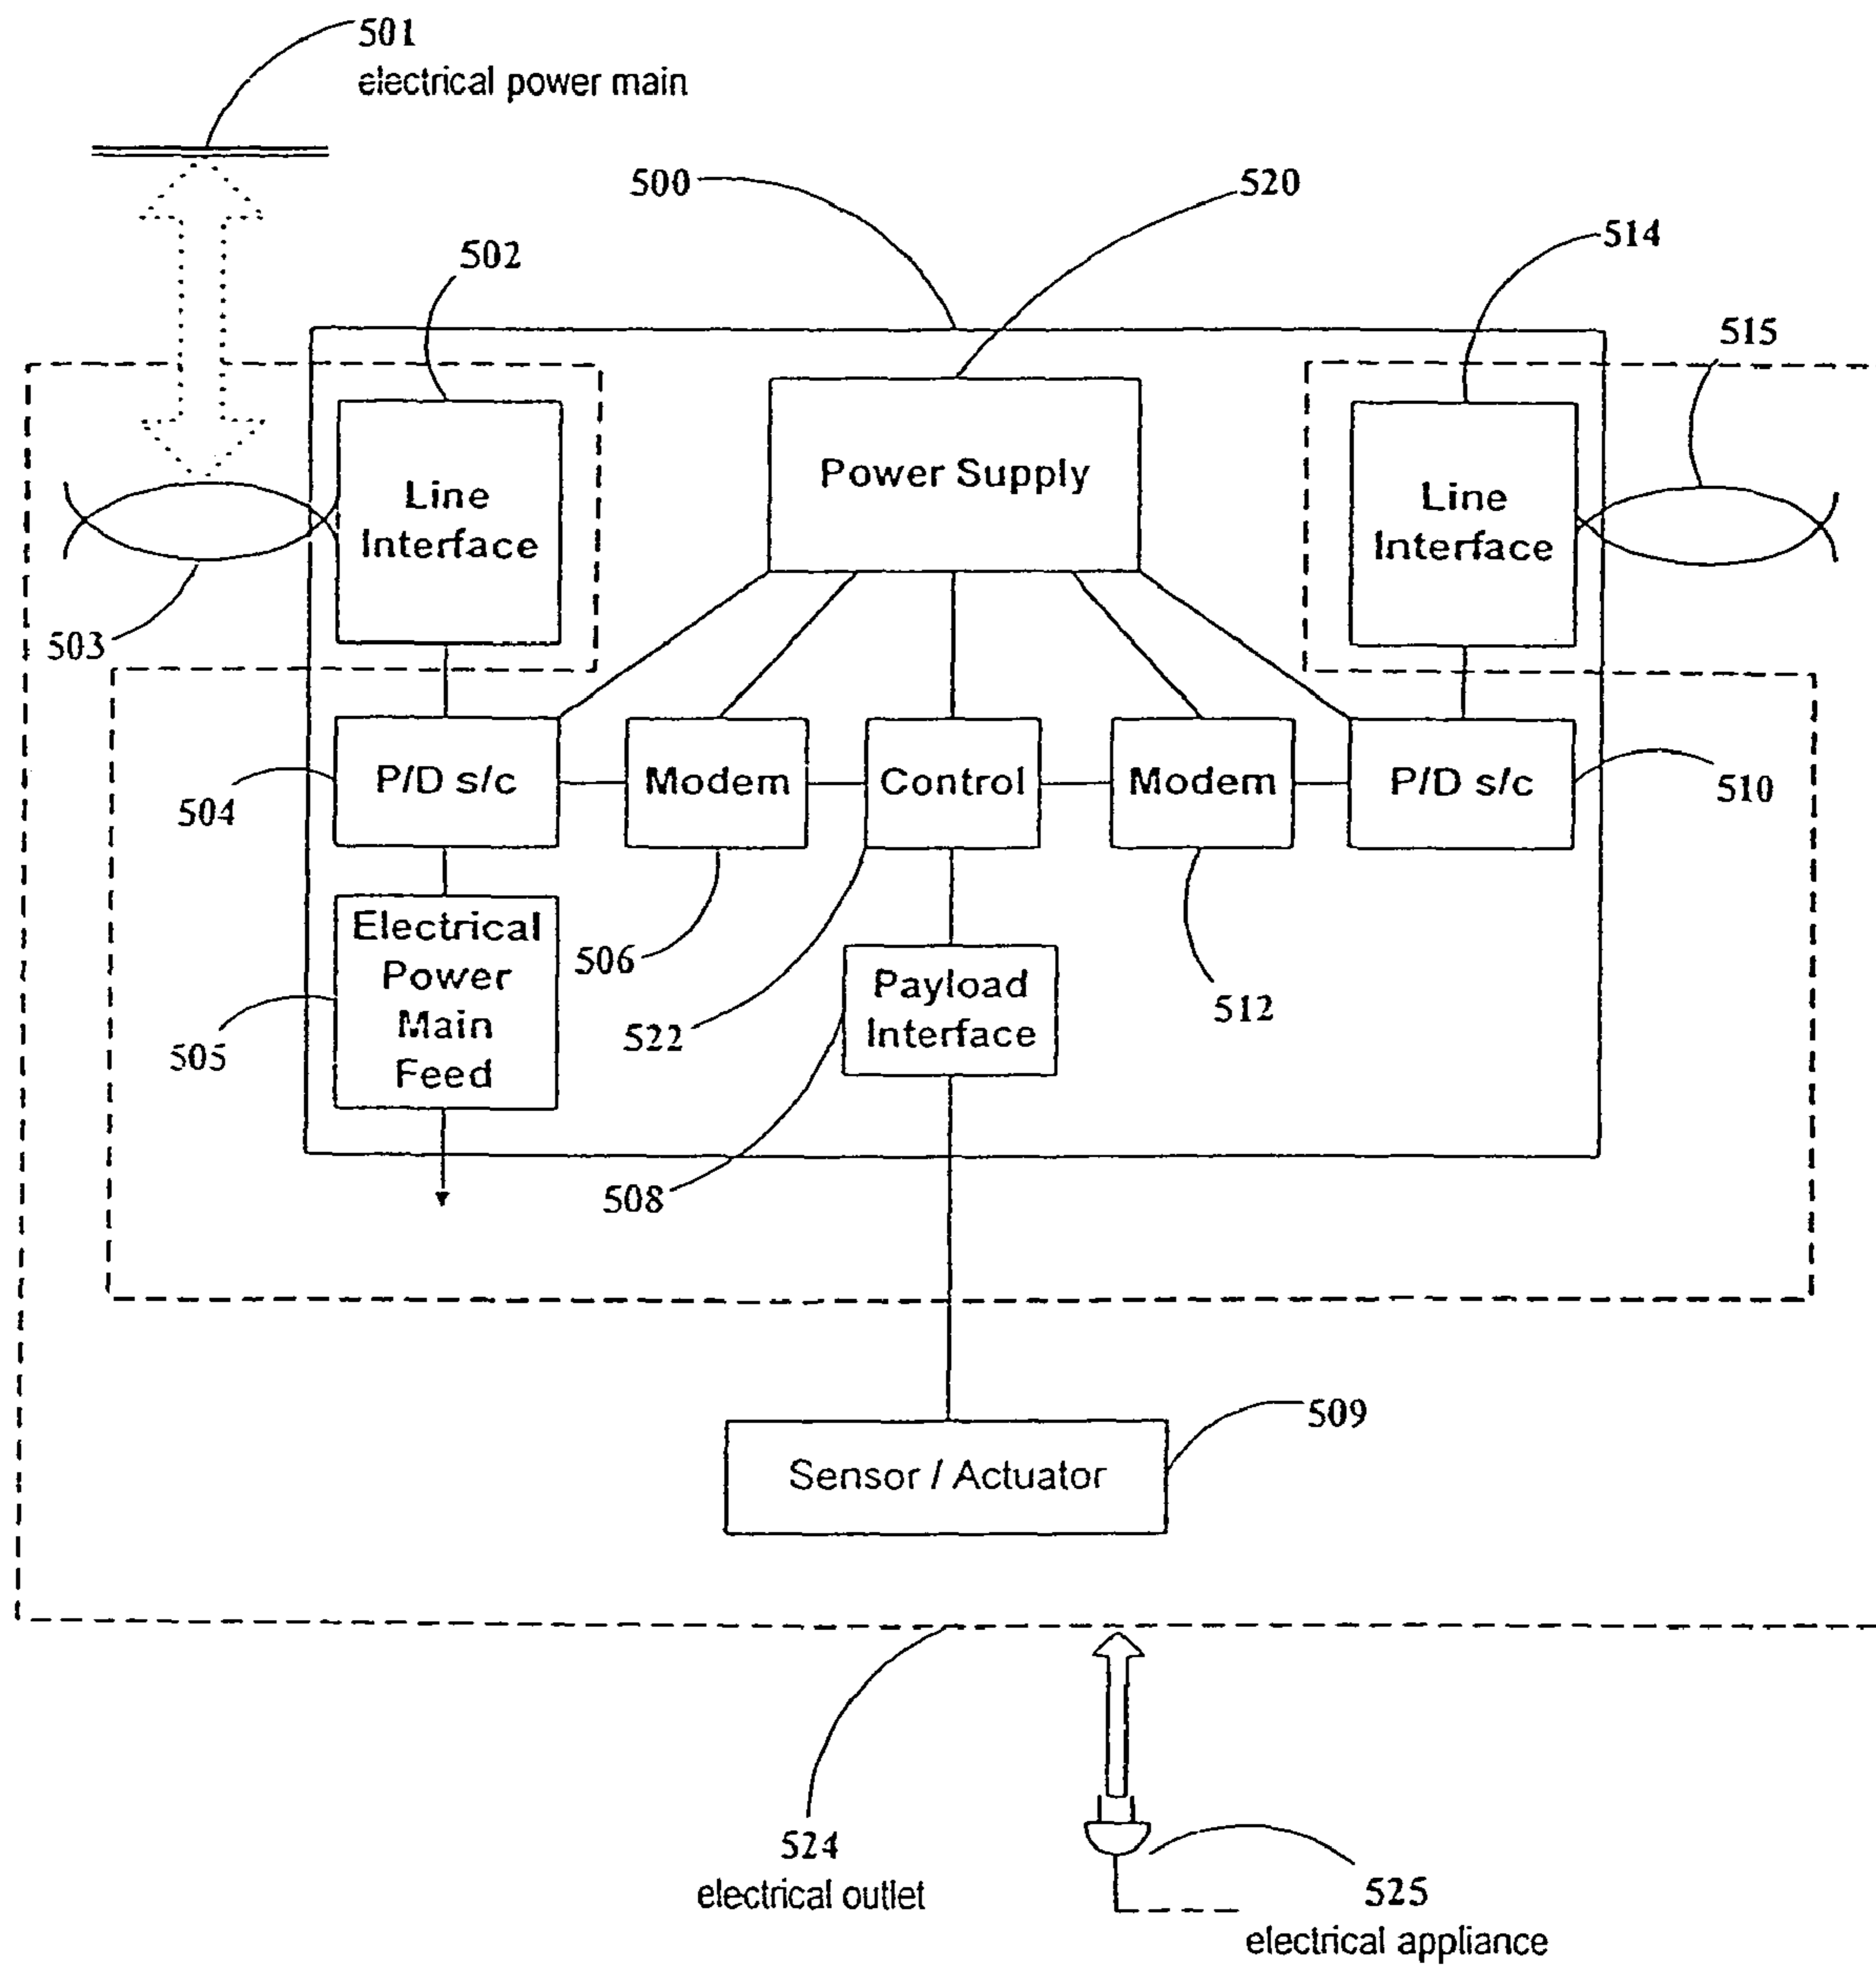 501
electrical power main
500
520
514
502
515
Power Supply
Line
Interface
Line
Interface
503
P/D s/c
Modem
Control
Modem
P/D s/c
504
510
Electrical
Power
Main
Feed
506
Payload
Interface
512
522
505
508
509
Sensor / Actuator
524
electrical outlet
525
electrical appliance